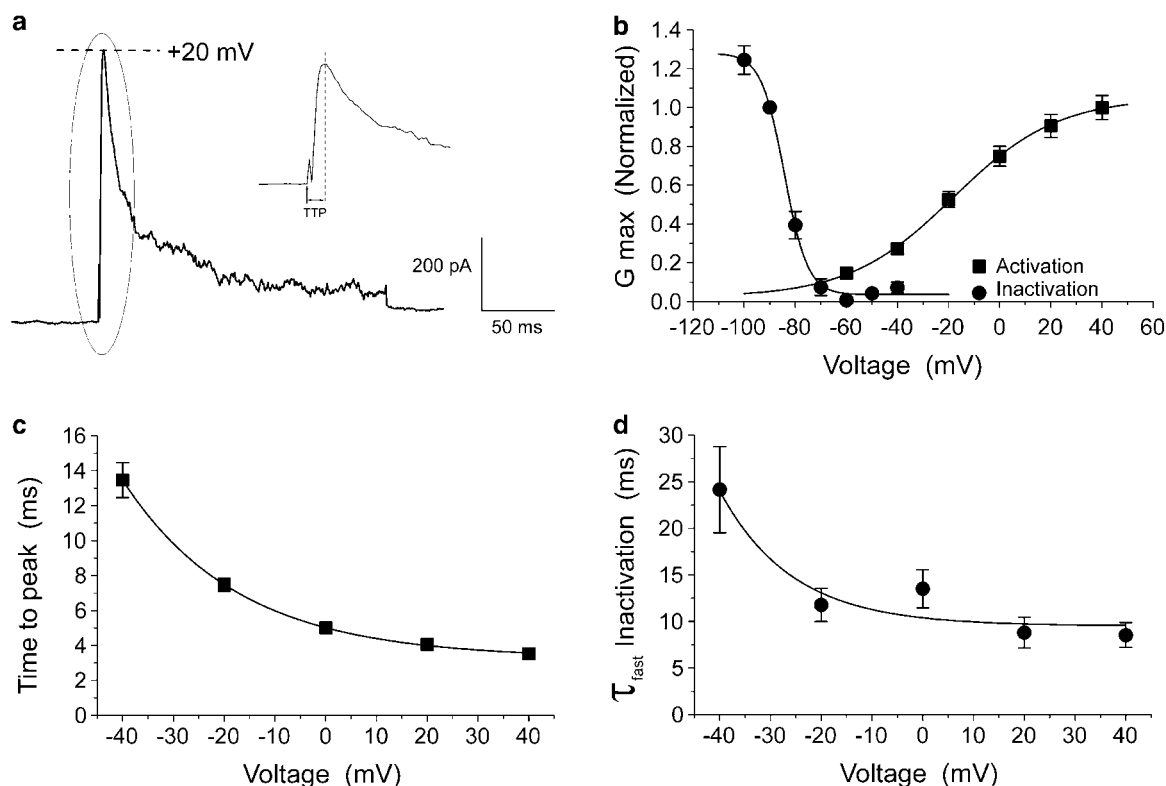 a
+20 mV
TTP
200 pA
50 ms
b
G max (Normalized)
1.4
1.2
1.0
0.8
0.6
0.4
0.2
0.0
Activation
Inactivation
-120 -100 -80 -60 -40 -20 0 20 40 60
Voltage (mV)
c
Time to peak (ms)
16
14
12
10
8
6
4
2
0
-40 -30 -20 -10 0 10 20 30 40
Voltage (mV)
d
τfast Inactivation (ms)
30
25
20
15
10
5
0
-40 -30 -20 -10 0 10 20 30 40
Voltage (mV)